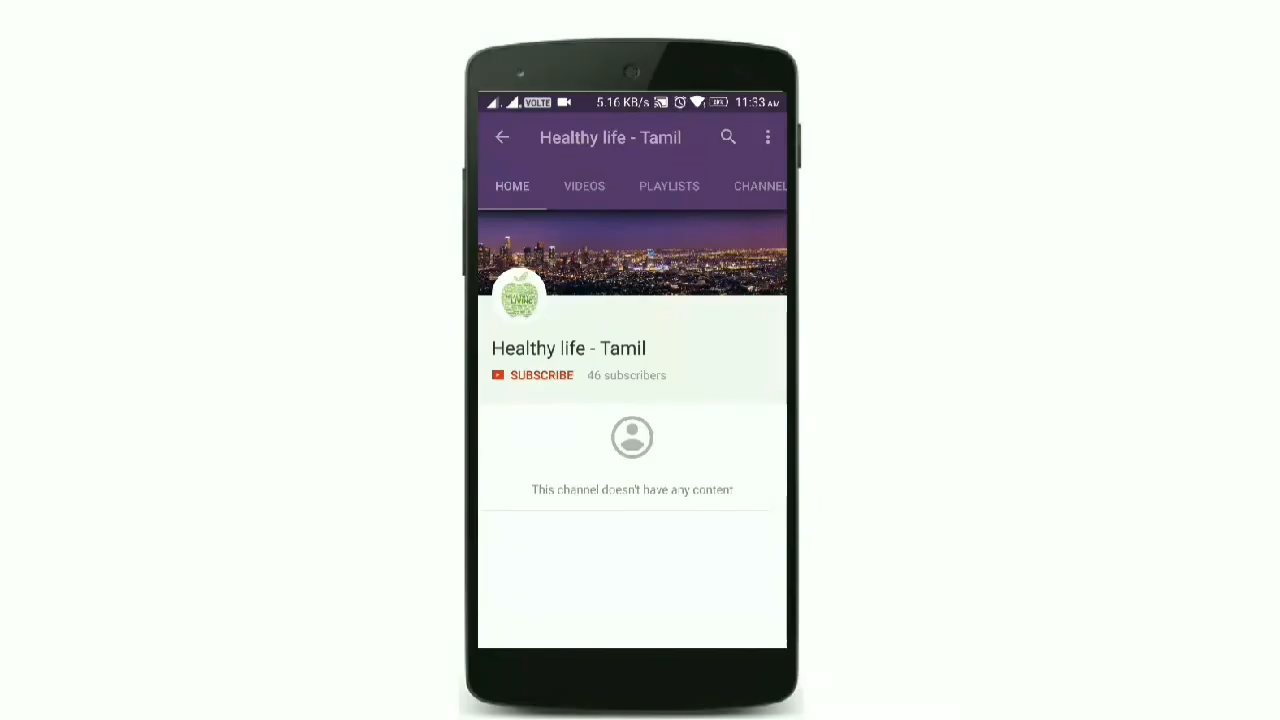 VOLTE 5.16 KB/s 11:33 AM
Healthy life - Tamil
HOME VIDEOS PLAYLISTS CHANNEL
LIVING
Healthy life - Tamil
SUBSCRIBE 46 subscribers
This channel doesn't have any content